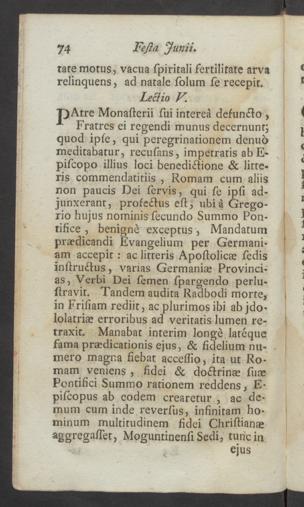 74 Festa Junii.
tate motus, vacua spiritali fertilitate arva
relinquens, ad natale solum se recepit.
Lectio V.
PAtre Monasterii sui intereà defuncto,
Fratres ei regendi munus decernunt;
quod ipse, qui peregrinationem denuò
meditabatur, recusans, impetratis ab E-
piscopo illius loci benedictione & litte-
ris commendatitiis, Romam cum aliis
non paucis Dei servis, qui se ipsi ad-
junxerant, profectus est; ubi à Grego-
rio hujus nominis secundo Summo Pon-
tifice, benignè exceptus, Mandatum
prædicandi Evangelium per Germani-
am accepit: ac litteris Apostolicæ sedis
instructus, varias Germaniæ Provinci-
as, Verbi Dei semen spargendo perlu-
stravit. Tandem audita Radbodi morte,
in Frisiam rediit, ac plurimos ibi ab jdo-
lolatriæ erroribus ad veritatis lumen re-
traxit. Manabat interim longè latéque
fama prædicationis ejus, & fidelium nu-
mero magna fiebat accessio, ita ut Ro-
mam veniens, fidei & doctrinæ suæ
Pontifici Summo rationem reddens, E-
piscopus ab eodem crearetur, ac de-
mum cum inde reversus, infinitam ho-
minum multitudinem fidei Christianæ
aggregasset, Moguntinensi Sedi, tunc in
ejus